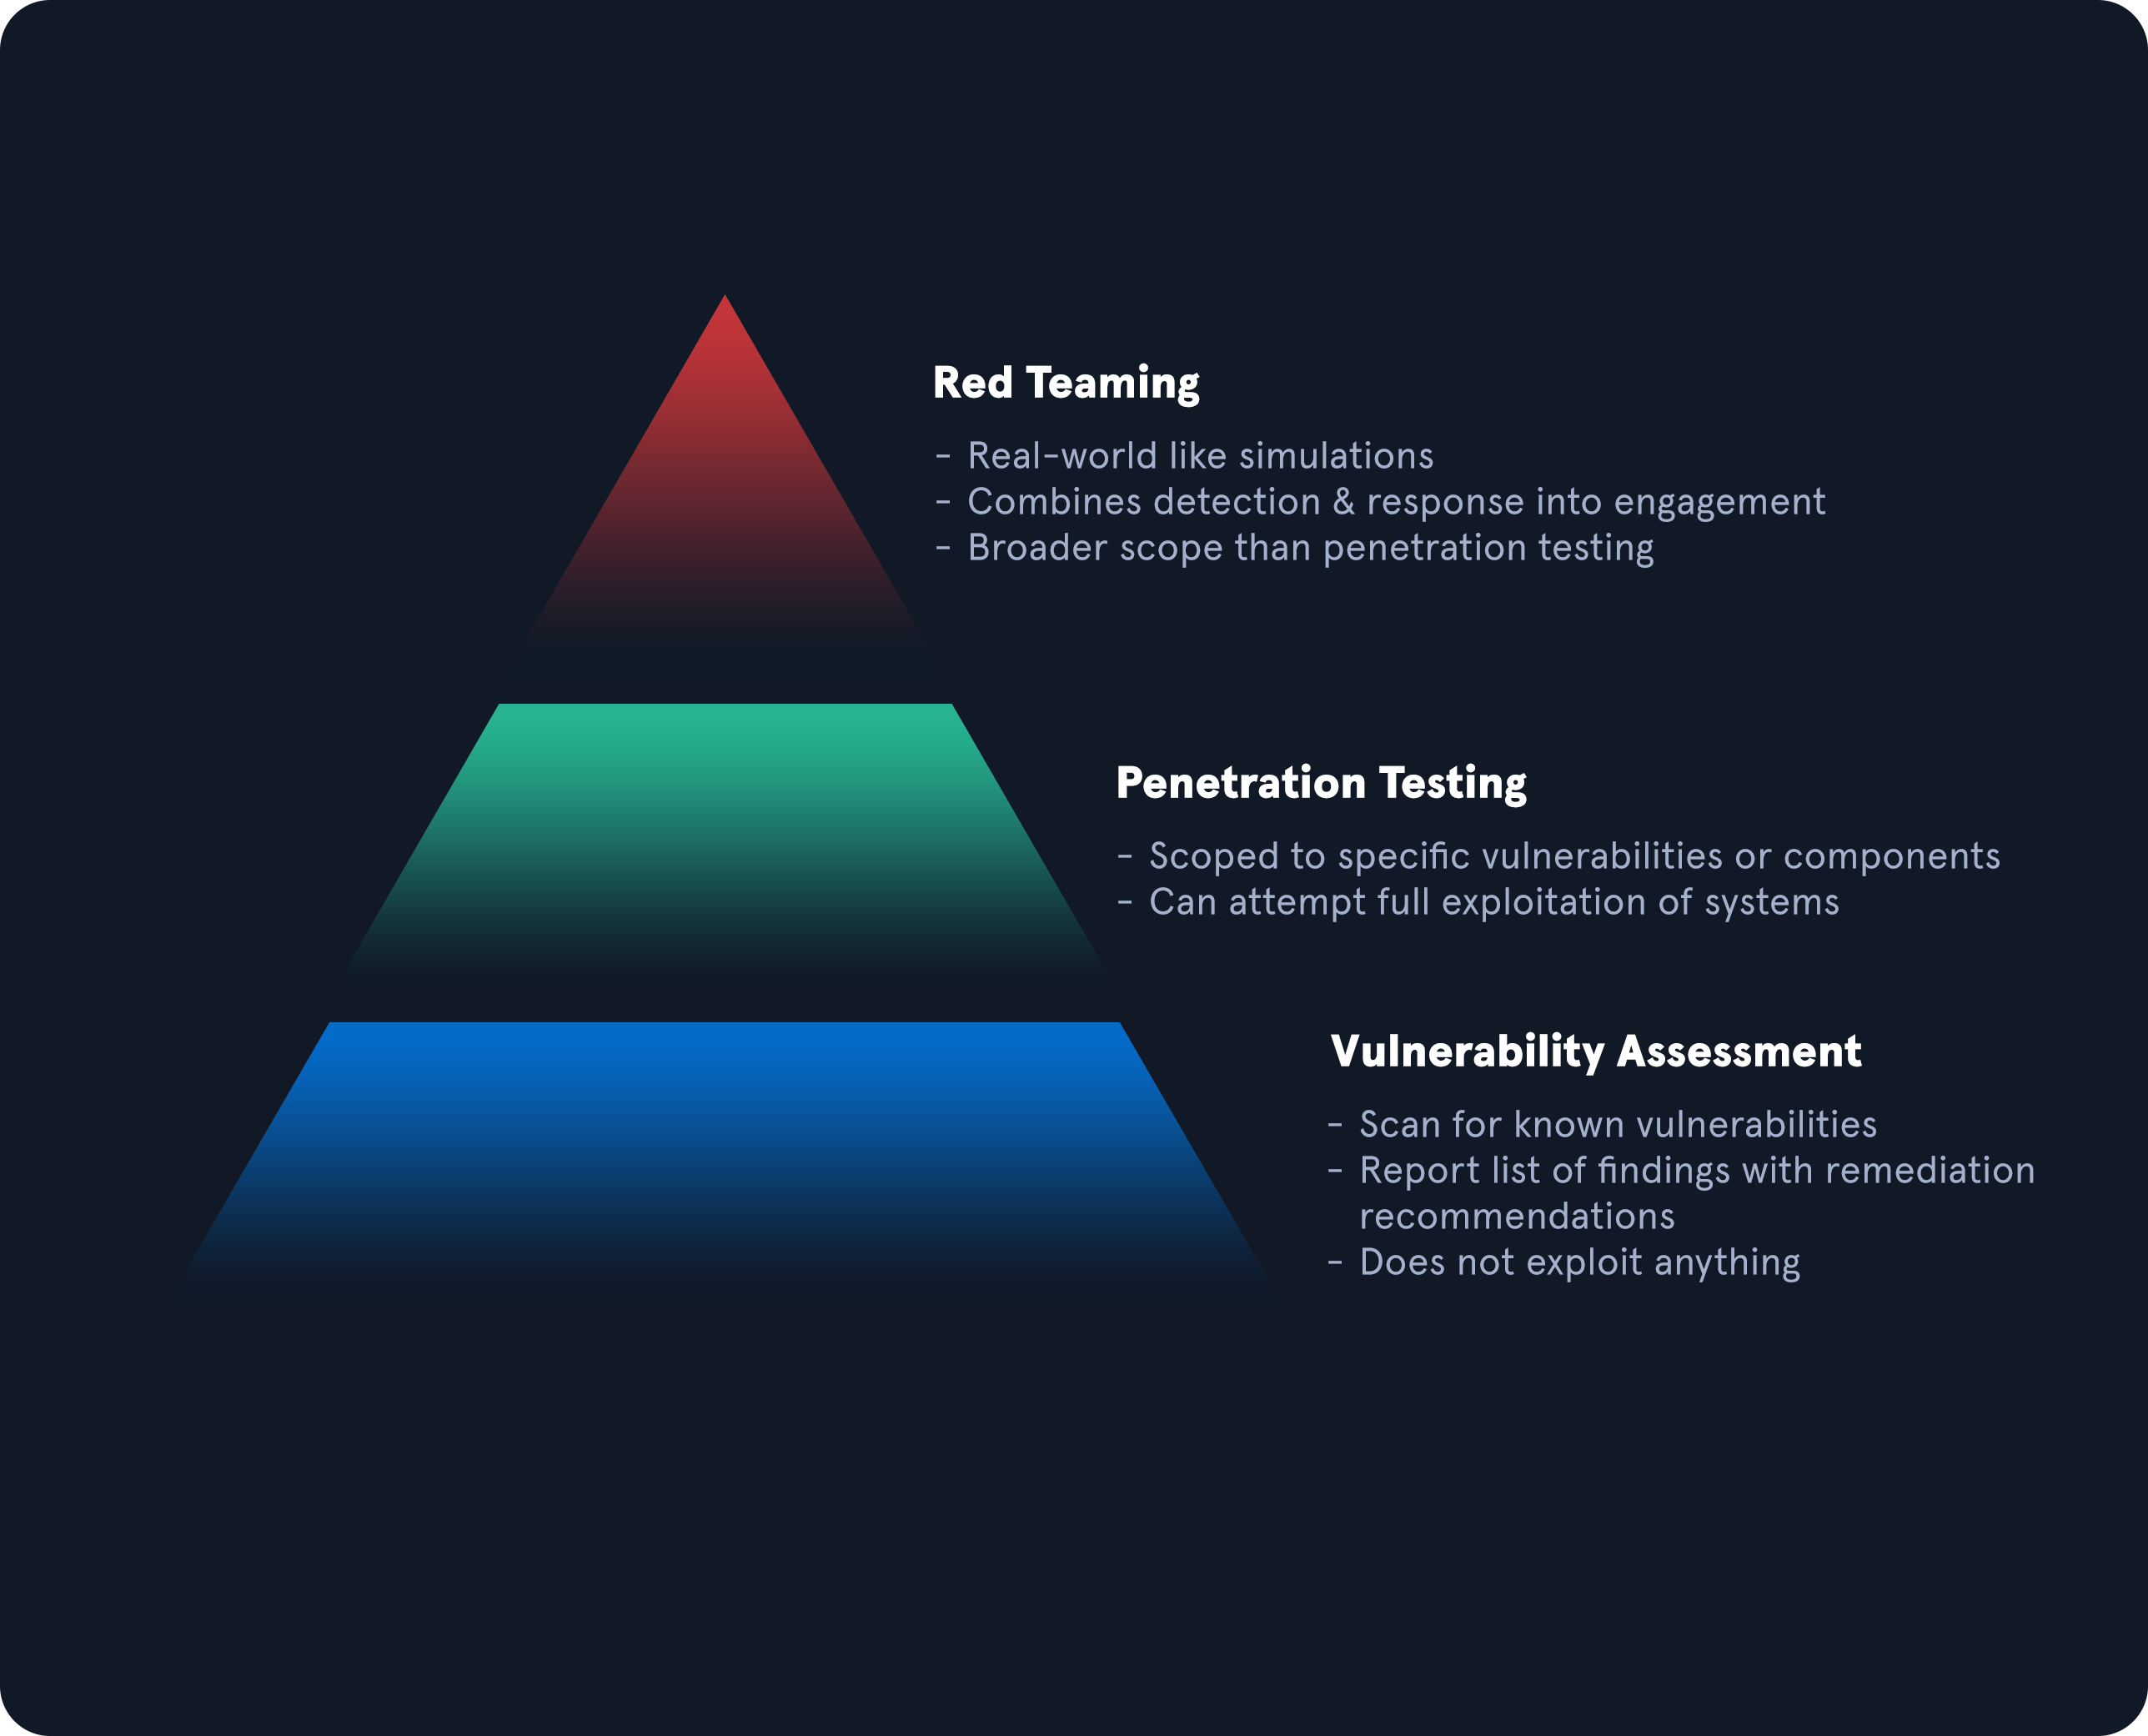 Red Teaming
- Real-world like simulations
- Combines detection & response into engagement
- Broader scope than penetration testing
Penetration Testing
- Scoped to specific vulnerabilities or components
- Can attempt full exploitation of systems
Vulnerability Assessment
- Scan for known vulnerabilities
- Report list of findings with remediation
recommendations
- Does not exploit anything